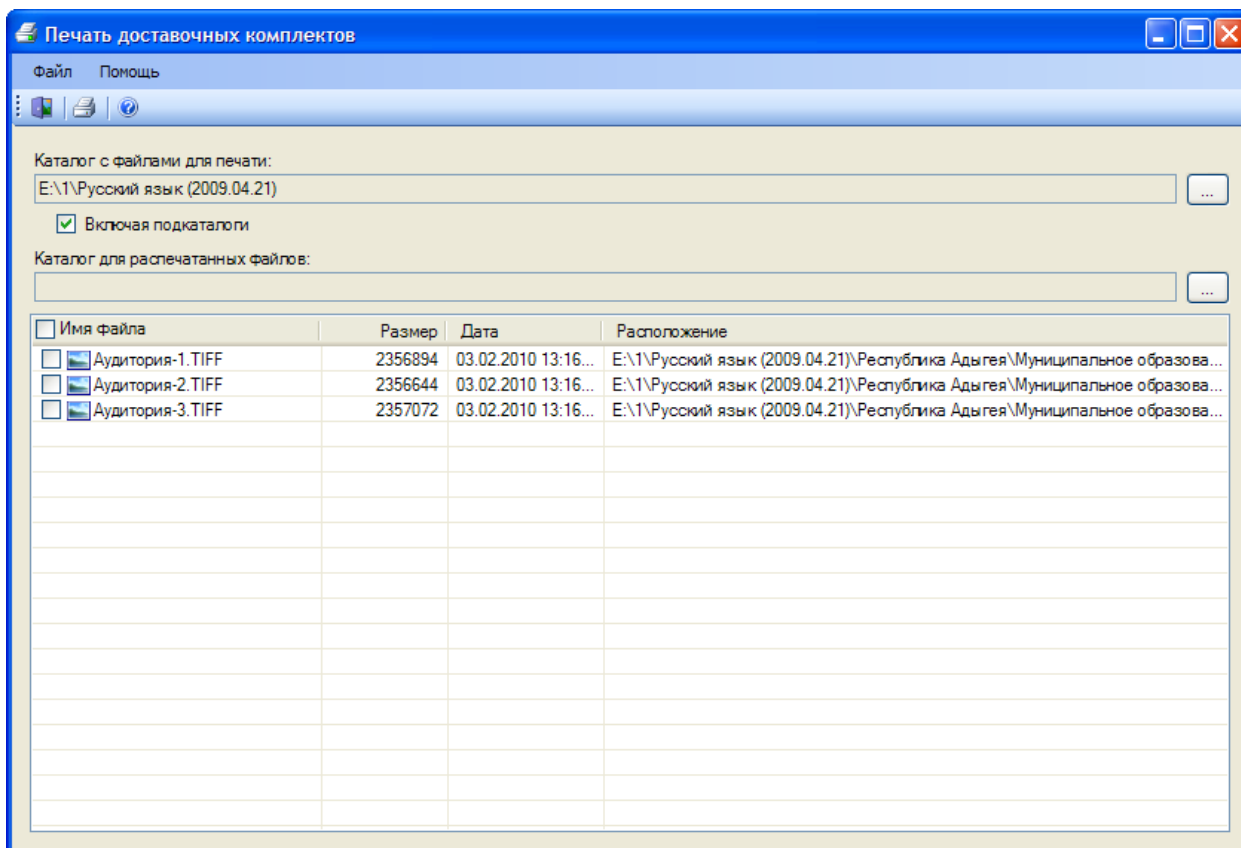 Печать доставочных комплектов
Файл Помощь
Каталог с файлами для печати:
E:\1\Русский язык (2009.04.21)
...
Включая подкаталоги
Каталог для распечатанных файлов:
...
Имя файла Размер Дата Расположение
Аудитория-1.TIFF 2356894 03.02.2010 13:16... E:\1\Русский язык (2009.04.21)\Республика Адыгея\Муниципальное образова...
Аудитория-2.TIFF 2356644 03.02.2010 13:16... E:\1\Русский язык (2009.04.21)\Республика Адыгея\Муниципальное образова...
Аудитория-3.TIFF 2357072 03.02.2010 13:16... E:\1\Русский язык (2009.04.21)\Республика Адыгея\Муниципальное образова...